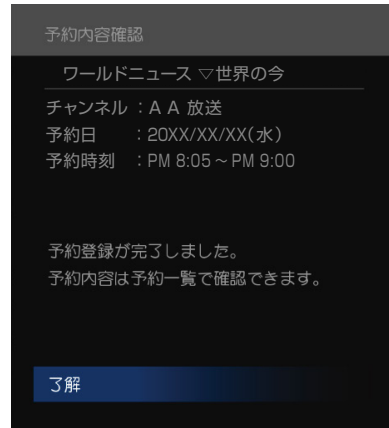 予約内容確認
ワールドニュース ▽世界の今
チャンネル ：ＡＡ 放送
予約日 ：20XX/XX/XX(水)
予約時刻 ：PM 8:05～PM 9:00
予約登録が完了しました。
予約内容は予約一覧で確認できます。
了解